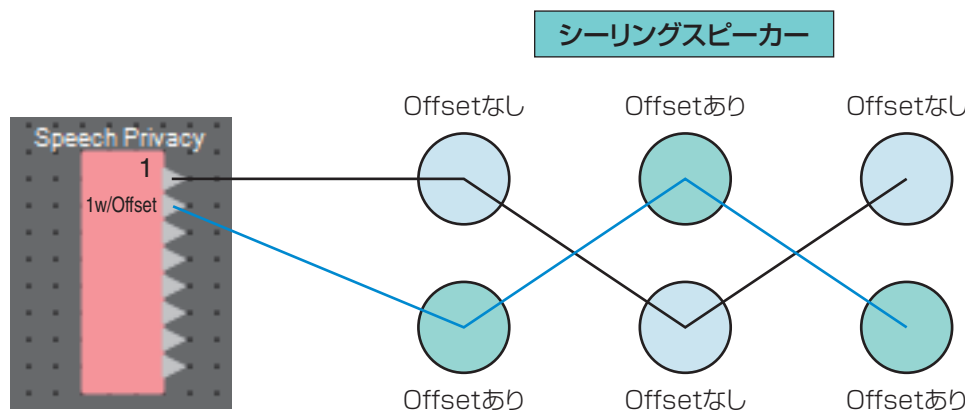 シーリングスピーカー
Offsetなし
Offsetあり
Offsetなし
Speech Privacy
1
1w/Offset
Offsetあり
Offsetなし
Offsetあり